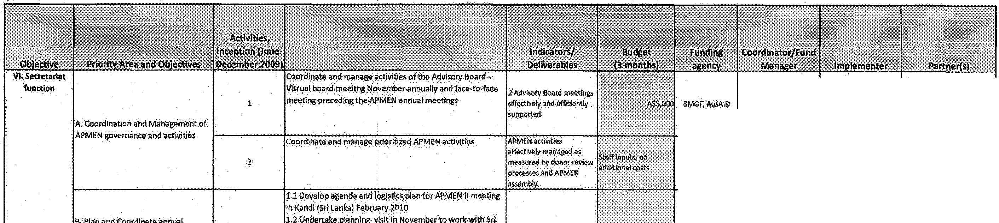 Activities,
Inception (June- Indicators/ Budget Funding Coordinator/Fund
Objective Priority Area and Objectives December 2009) Deliverables (3 months) agency Manager Implementer Partner(s)
VI. Secretariat
function
A. Coordination and Management of
APMEN governance and activities
1
Coordinate and manage activities of the Advisory Board -
Vitrual board meeitng November annually and face-to-face
meeting preceding the APMEN annual meetings
2 Advisory Board meetings
effectively and efficiently
supported
A$5,000
BMGF, AusAID
2
Coordinate and manage prioritized APMEN activities
APMEN activities
effectively managed as
measured by donor review
processes and APMEN
assembly.
Staff inputs, no
additional costs
B. Plan and Coordinate annual
1.1 Develop agenda and logistics plan for APMEN II meeting
in Kandi (Sri Lanka) February 2010
1.2 Undertake planning visit in November to work with Sri